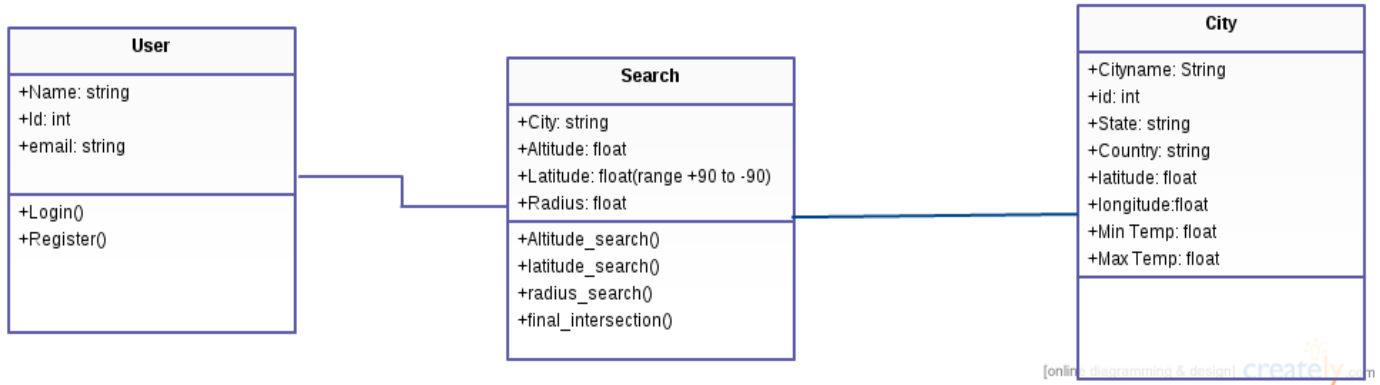 User
+Name: string
+Id: int
+email: string
+Login()
+Register()
Search
+City: string
+Altitude: float
+Latitude: float(range +90 to -90)
+Radius: float
+Altitude_search()
+latitude_search()
+radius_search()
+final_intersection()
City
+Cityname: String
+id: int
+State: string
+Country: string
+latitude: float
+longitude:float
+Min Temp: float
+Max Temp: float
[online diagramming & design] creately.com